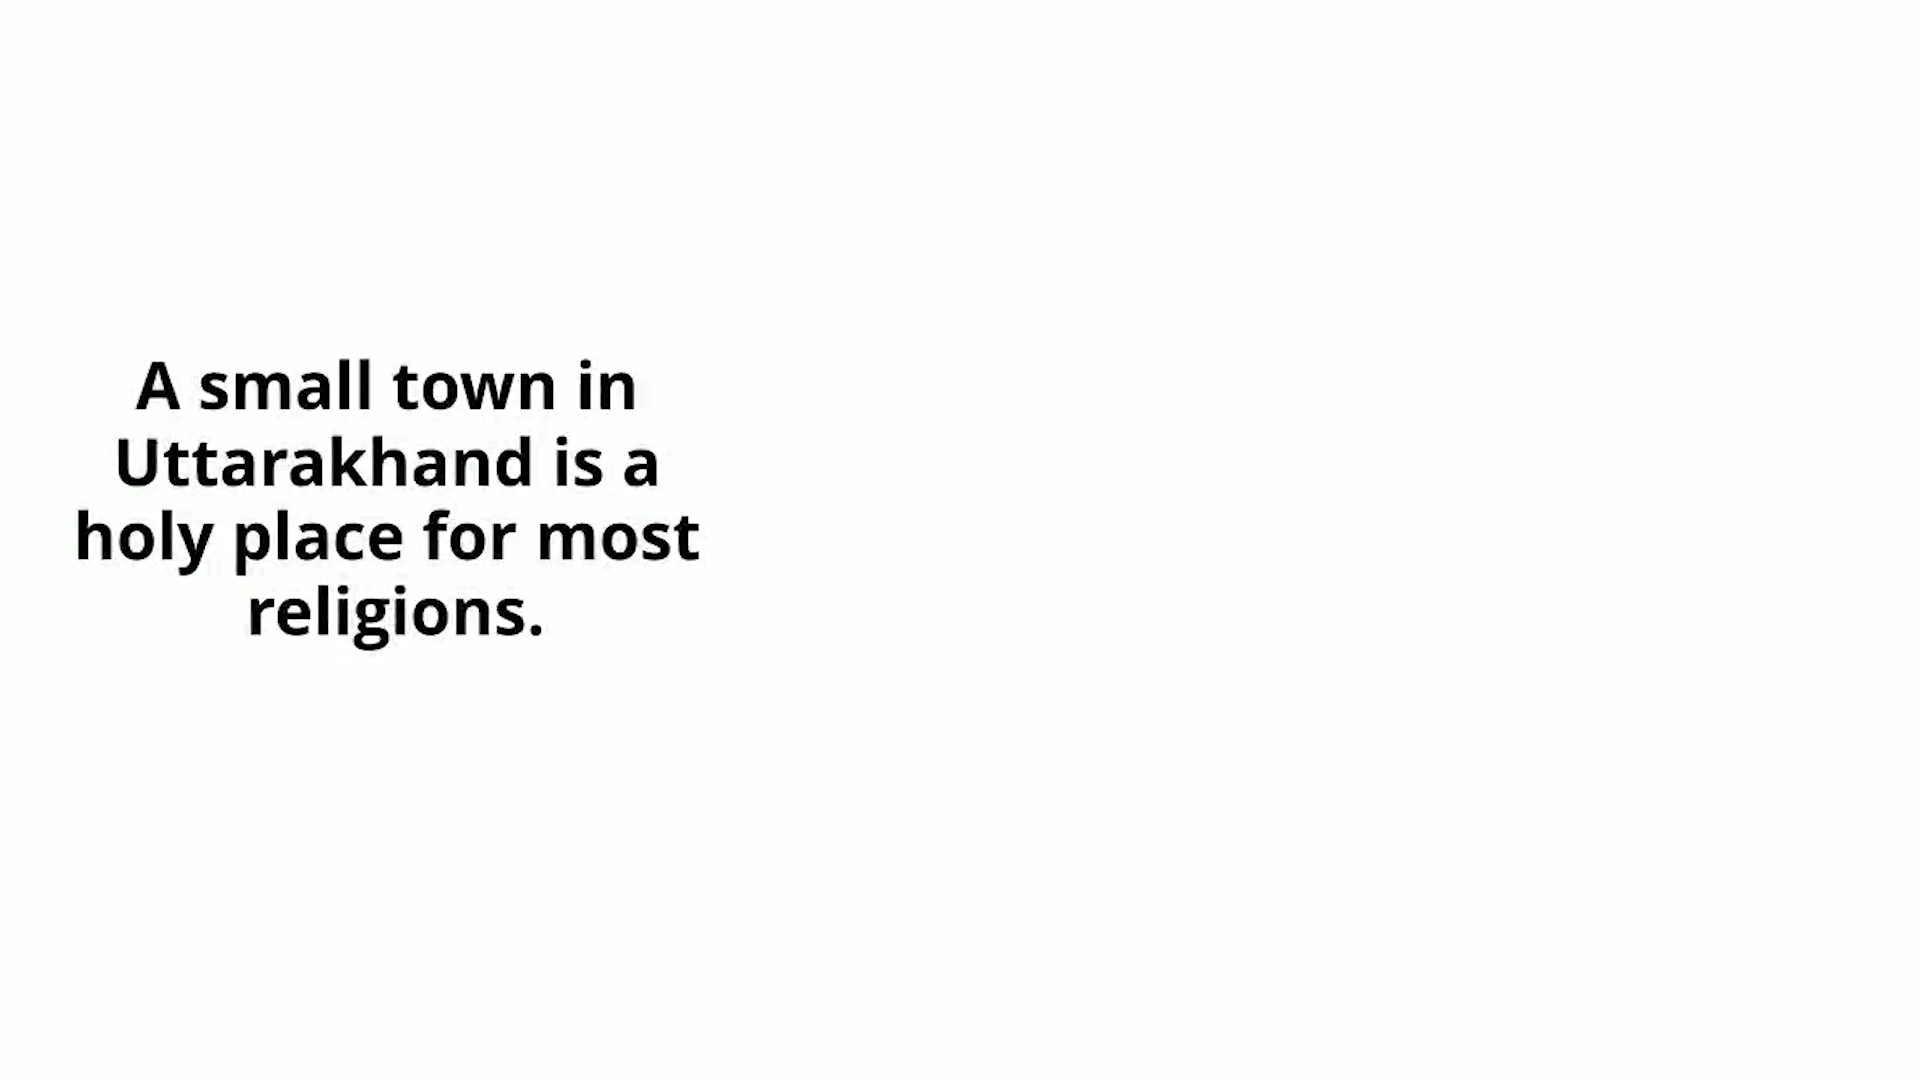 A small town in
Uttarakhand is a
holy place for most
religions.